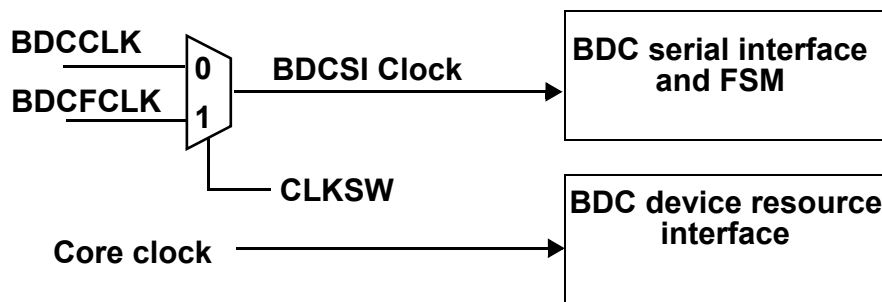 BDCCLK
0
BDCSI Clock
BDC serial interface
and FSM
BDCFCLK
1
CLKSW
BDC device resource
interface
Core clock